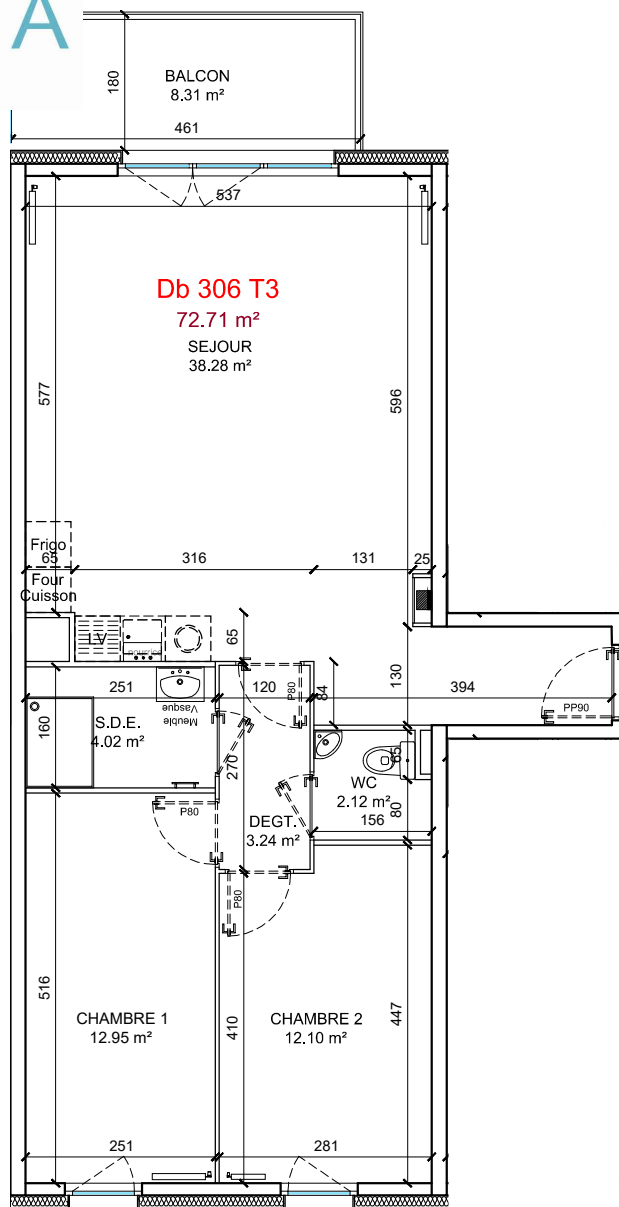 A
180
BALCON
8.31 m²
461
537
Db 306 T3
72.71 m²
SEJOUR
38.28 m²
577
596
Frigo
65
316
131
25
Four
Cuisson
LV
nourrice
65
251
120
P80
84
130
394
PP90
160
S.D.E.
4.02 m²
Meuble
Vasque
270
65
WC
2.12 m²
156
80
DEGT.
3.24 m²
P80
P80
516
CHAMBRE 1
12.95 m²
410
CHAMBRE 2
12.10 m²
447
251
281